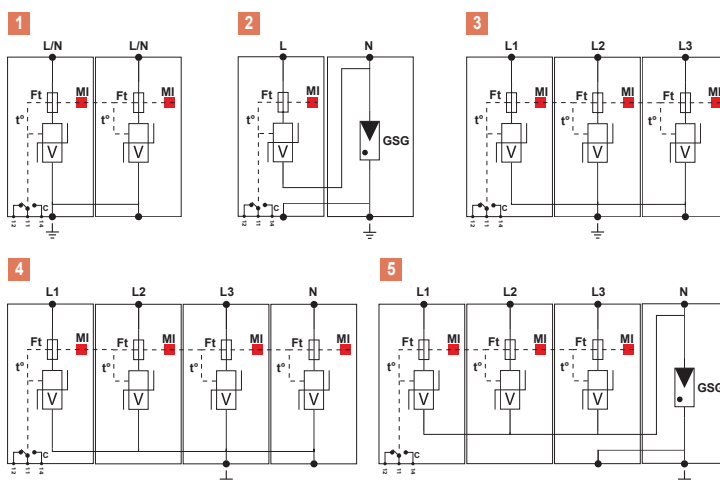 1
L/N L/N
Ft MI Ft MI
t° t°
V V
C
12 11 14
2
L N
Ft MI
t°
V
GSG
C
12 11 14
3
L1 L2 L3
Ft MI Ft MI Ft MI
t° t° t°
V V V
C
12 11 14
4
L1 L2 L3 N
Ft MI Ft MI Ft MI Ft MI
t° t° t° t°
V V V V
C
12 11 14
5
L1 L2 L3 N
Ft MI Ft MI Ft MI
t° t° t°
GSG
V V V
C
12 11 14